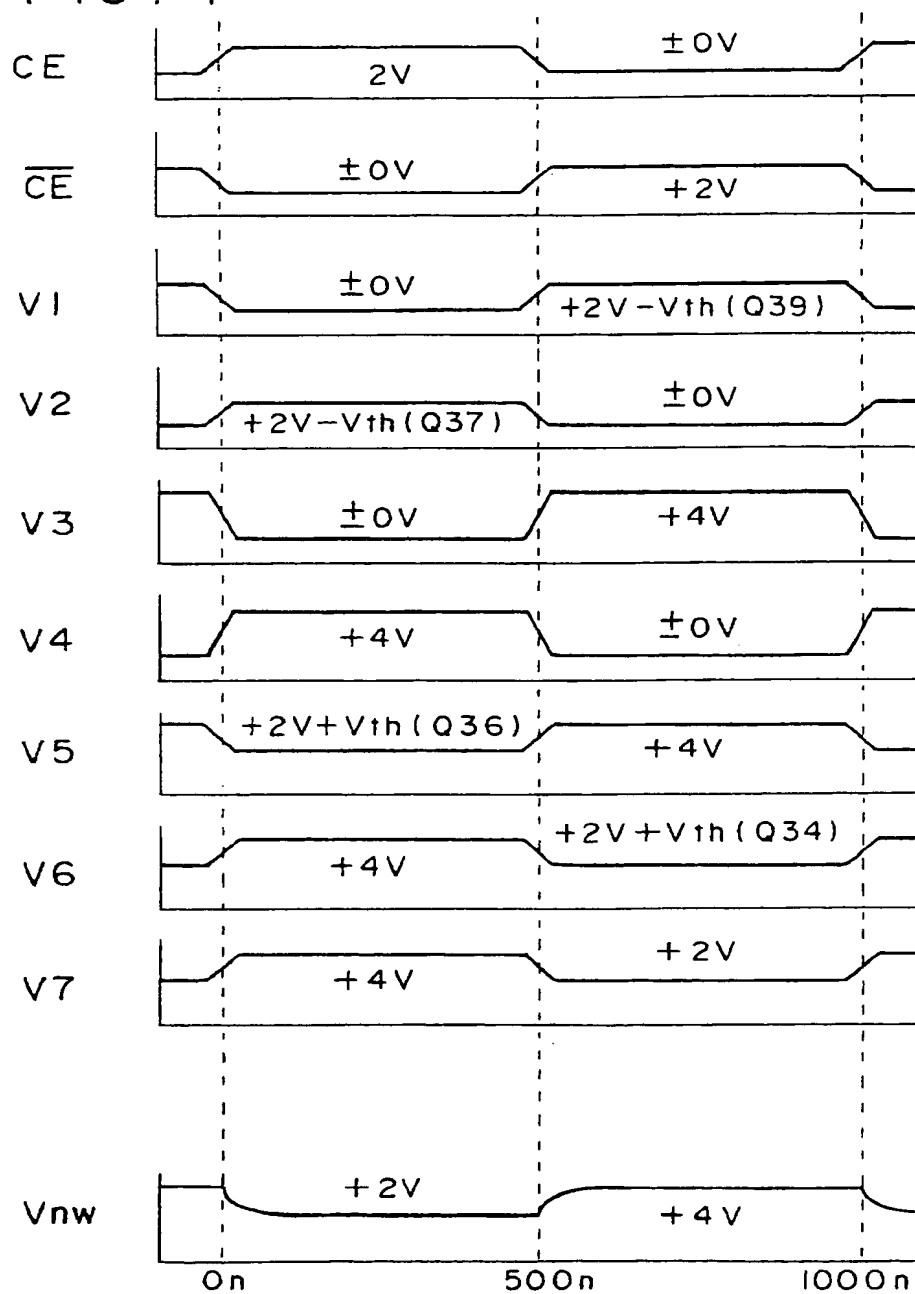 CE 2V ±0V
C̅E̅ ±0V +2V
V1 ±0V +2V-Vth(Q39)
V2 +2V-Vth(Q37) ±0V
V3 ±0V +4V
V4 +4V ±0V
V5 +2V+Vth(Q36) +4V
V6 +4V +2V+Vth(Q34)
V7 +4V +2V
Vnw +2V +4V
0n 500n 1000n